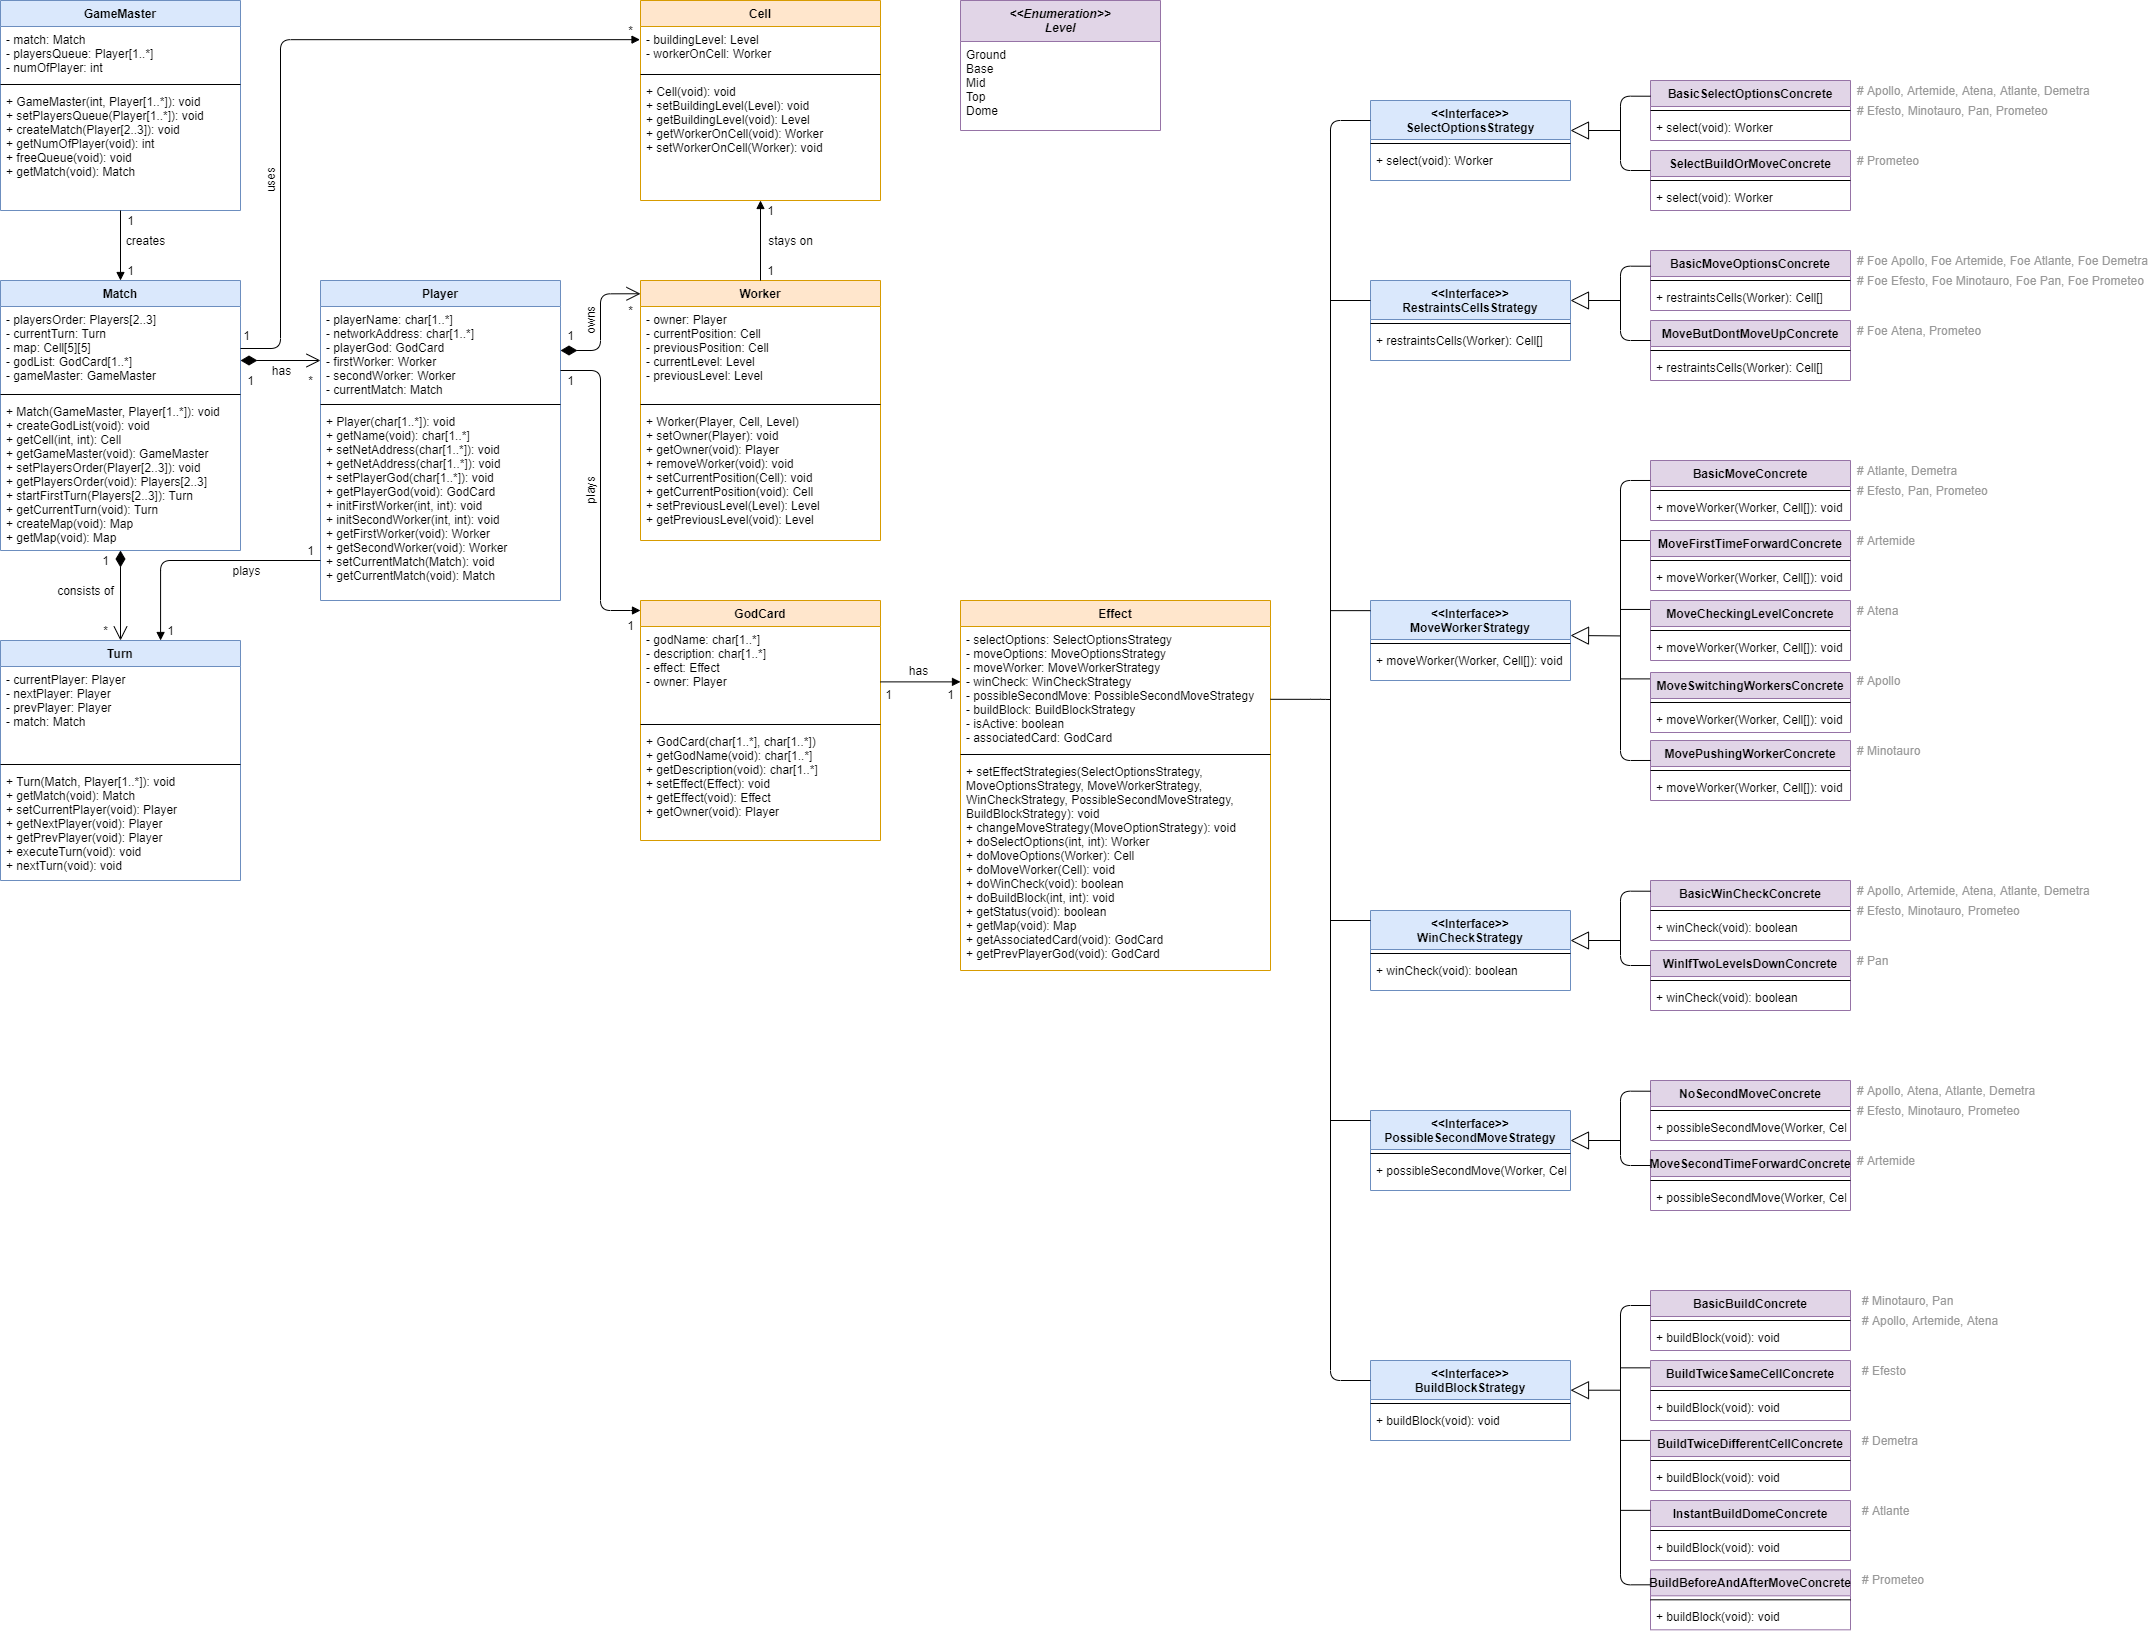 GameMaster
- match: Match
- playersQueue: Player[1..*]
- numOfPlayer: int
+ GameMaster(int, Player[1..*]): void
+ setPlayersQueue(Player[1..*]): void
+ createMatch(Player[2..3]): void
+ getNumOfPlayer(void): int
+ freeQueue(void): void
+ getMatch(void): Match
1
creates
1
Match
- playersOrder: Players[2..3]
- currentTurn: Turn
- map: Cell[5][5]
- godList: GodCard[1..*]
- gameMaster: GameMaster
+ Match(GameMaster, Player[1..*]): void
+ createGodList(void): void
+ getCell(int, int): Cell
+ getGameMaster(void): GameMaster
+ setPlayersOrder(Player[2..3]): void
+ getPlayersOrder(void): Players[2..3]
+ startFirstTurn(Players[2..3]): Turn
+ getCurrentTurn(void): Turn
+ createMap(void): Map
+ getMap(void): Map
1
uses
*
1
has
*
1
consists of
*
1
plays
1
Turn
- currentPlayer: Player
- nextPlayer: Player
- prevPlayer: Player
- match: Match
+ Turn(Match, Player[1..*]): void
+ getMatch(void): Match
+ setCurrentPlayer(void): Player
+ getNextPlayer(void): Player
+ getPrevPlayer(void): Player
+ executeTurn(void): void
+ nextTurn(void): void
Player
- playerName: char[1..*]
- networkAddress: char[1..*]
- playerGod: GodCard
- firstWorker: Worker
- secondWorker: Worker
- currentMatch: Match
+ Player(char[1..*]): void
+ getName(void): char[1..*]
+ setNetAddress(char[1..*]): void
+ getNetAddress(char[1..*]): void
+ setPlayerGod(char[1..*]): void
+ getPlayerGod(void): GodCard
+ initFirstWorker(int, int): void
+ initSecondWorker(int, int): void
+ getFirstWorker(void): Worker
+ getSecondWorker(void): Worker
+ setCurrentMatch(Match): void
+ getCurrentMatch(void): Match
1
owns
*
1
plays
1
Cell
- buildingLevel: Level
- workerOnCell: Worker
+ Cell(void): void
+ setBuildingLevel(Level): void
+ getBuildingLevel(void): Level
+ getWorkerOnCell(void): Worker
+ setWorkerOnCell(Worker): void
1
stays on
1
Worker
- owner: Player
- currentPosition: Cell
- previousPosition: Cell
- currentLevel: Level
- previousLevel: Level
+ Worker(Player, Cell, Level)
+ setOwner(Player): void
+ getOwner(void): Player
+ removeWorker(void): void
+ setCurrentPosition(Cell): void
+ getCurrentPosition(void): Cell
+ setPreviousLevel(Level): Level
+ getPreviousLevel(void): Level
GodCard
- godName: char[1..*]
- description: char[1..*]
- effect: Effect
- owner: Player
+ GodCard(char[1..*], char[1..*])
+ getGodName(void): char[1..*]
+ getDescription(void): char[1..*]
+ setEffect(Effect): void
+ getEffect(void): Effect
+ getOwner(void): Player
has
1
1
<<Enumeration>>
Level
Ground
Base
Mid
Top
Dome
Effect
- selectOptions: SelectOptionsStrategy
- moveOptions: MoveOptionsStrategy
- moveWorker: MoveWorkerStrategy
- winCheck: WinCheckStrategy
- possibleSecondMove: PossibleSecondMoveStrategy
- buildBlock: BuildBlockStrategy
- isActive: boolean
- associatedCard: GodCard
+ setEffectStrategies(SelectOptionsStrategy,
MoveOptionsStrategy, MoveWorkerStrategy,
WinCheckStrategy, PossibleSecondMoveStrategy,
BuildBlockStrategy): void
+ changeMoveStrategy(MoveOptionStrategy): void
+ doSelectOptions(int, int): Worker
+ doMoveOptions(Worker): Cell
+ doMoveWorker(Cell): void
+ doWinCheck(void): boolean
+ doBuildBlock(int, int): void
+ getStatus(void): boolean
+ getMap(void): Map
+ getAssociatedCard(void): GodCard
+ getPrevPlayerGod(void): GodCard
<<Interface>>
SelectOptionsStrategy
+ select(void): Worker
BasicSelectOptionsConcrete
+ select(void): Worker
# Apollo, Artemide, Atena, Atlante, Demetra
# Efesto, Minotauro, Pan, Prometeo
SelectBuildOrMoveConcrete
+ select(void): Worker
# Prometeo
<<Interface>>
RestraintsCellsStrategy
+ restraintsCells(Worker): Cell[]
BasicMoveOptionsConcrete
+ restraintsCells(Worker): Cell[]
# Foe Apollo, Foe Artemide, Foe Atlante, Foe Demetra
# Foe Efesto, Foe Minotauro, Foe Pan, Foe Prometeo
MoveButDontMoveUpConcrete
+ restraintsCells(Worker): Cell[]
# Foe Atena, Prometeo
<<Interface>>
MoveWorkerStrategy
+ moveWorker(Worker, Cell[]): void
BasicMoveConcrete
+ moveWorker(Worker, Cell[]): void
# Atlante, Demetra
# Efesto, Pan, Prometeo
MoveFirstTimeForwardConcrete
+ moveWorker(Worker, Cell[]): void
# Artemide
MoveCheckingLevelConcrete
+ moveWorker(Worker, Cell[]): void
# Atena
MoveSwitchingWorkersConcrete
+ moveWorker(Worker, Cell[]): void
# Apollo
MovePushingWorkerConcrete
+ moveWorker(Worker, Cell[]): void
# Minotauro
<<Interface>>
WinCheckStrategy
+ winCheck(void): boolean
BasicWinCheckConcrete
+ winCheck(void): boolean
# Apollo, Artemide, Atena, Atlante, Demetra
# Efesto, Minotauro, Prometeo
WinIfTwoLevelsDownConcrete
+ winCheck(void): boolean
# Pan
<<Interface>>
PossibleSecondMoveStrategy
+ possibleSecondMove(Worker, Cel
NoSecondMoveConcrete
+ possibleSecondMove(Worker, Cel
# Apollo, Atena, Atlante, Demetra
# Efesto, Minotauro, Prometeo
MoveSecondTimeForwardConcrete
+ possibleSecondMove(Worker, Cel
# Artemide
<<Interface>>
BuildBlockStrategy
+ buildBlock(void): void
BasicBuildConcrete
+ buildBlock(void): void
# Minotauro, Pan
# Apollo, Artemide, Atena
BuildTwiceSameCellConcrete
+ buildBlock(void): void
# Efesto
BuildTwiceDifferentCellConcrete
+ buildBlock(void): void
# Demetra
InstantBuildDomeConcrete
+ buildBlock(void): void
# Atlante
BuildBeforeAndAfterMoveConcrete
+ buildBlock(void): void
# Prometeo